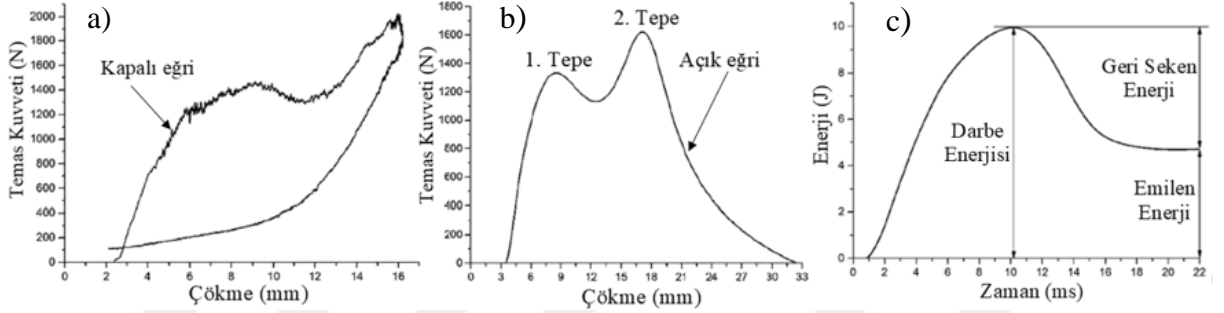 a)
Temas Kuvveti (N)
2000
1800
1600
1400
1200
1000
800
600
400
200
0
Kapalı eğri
0 2 4 6 8 10 12 14 16
Çökme (mm)
b)
Temas Kuvveti (N)
1800
1600
1400
1200
1000
800
600
400
200
0
1. Tepe
2. Tepe
Açık eğri
0 3 6 9 12 15 18 21 24 27 30 33
Çökme (mm)
c)
Enerji (J)
10
8
6
4
2
0
Darbe
Enerjisi
Geri Seken
Enerji
Emilen
Enerji
0 2 4 6 8 10 12 14 16 18 20 22
Zaman (ms)